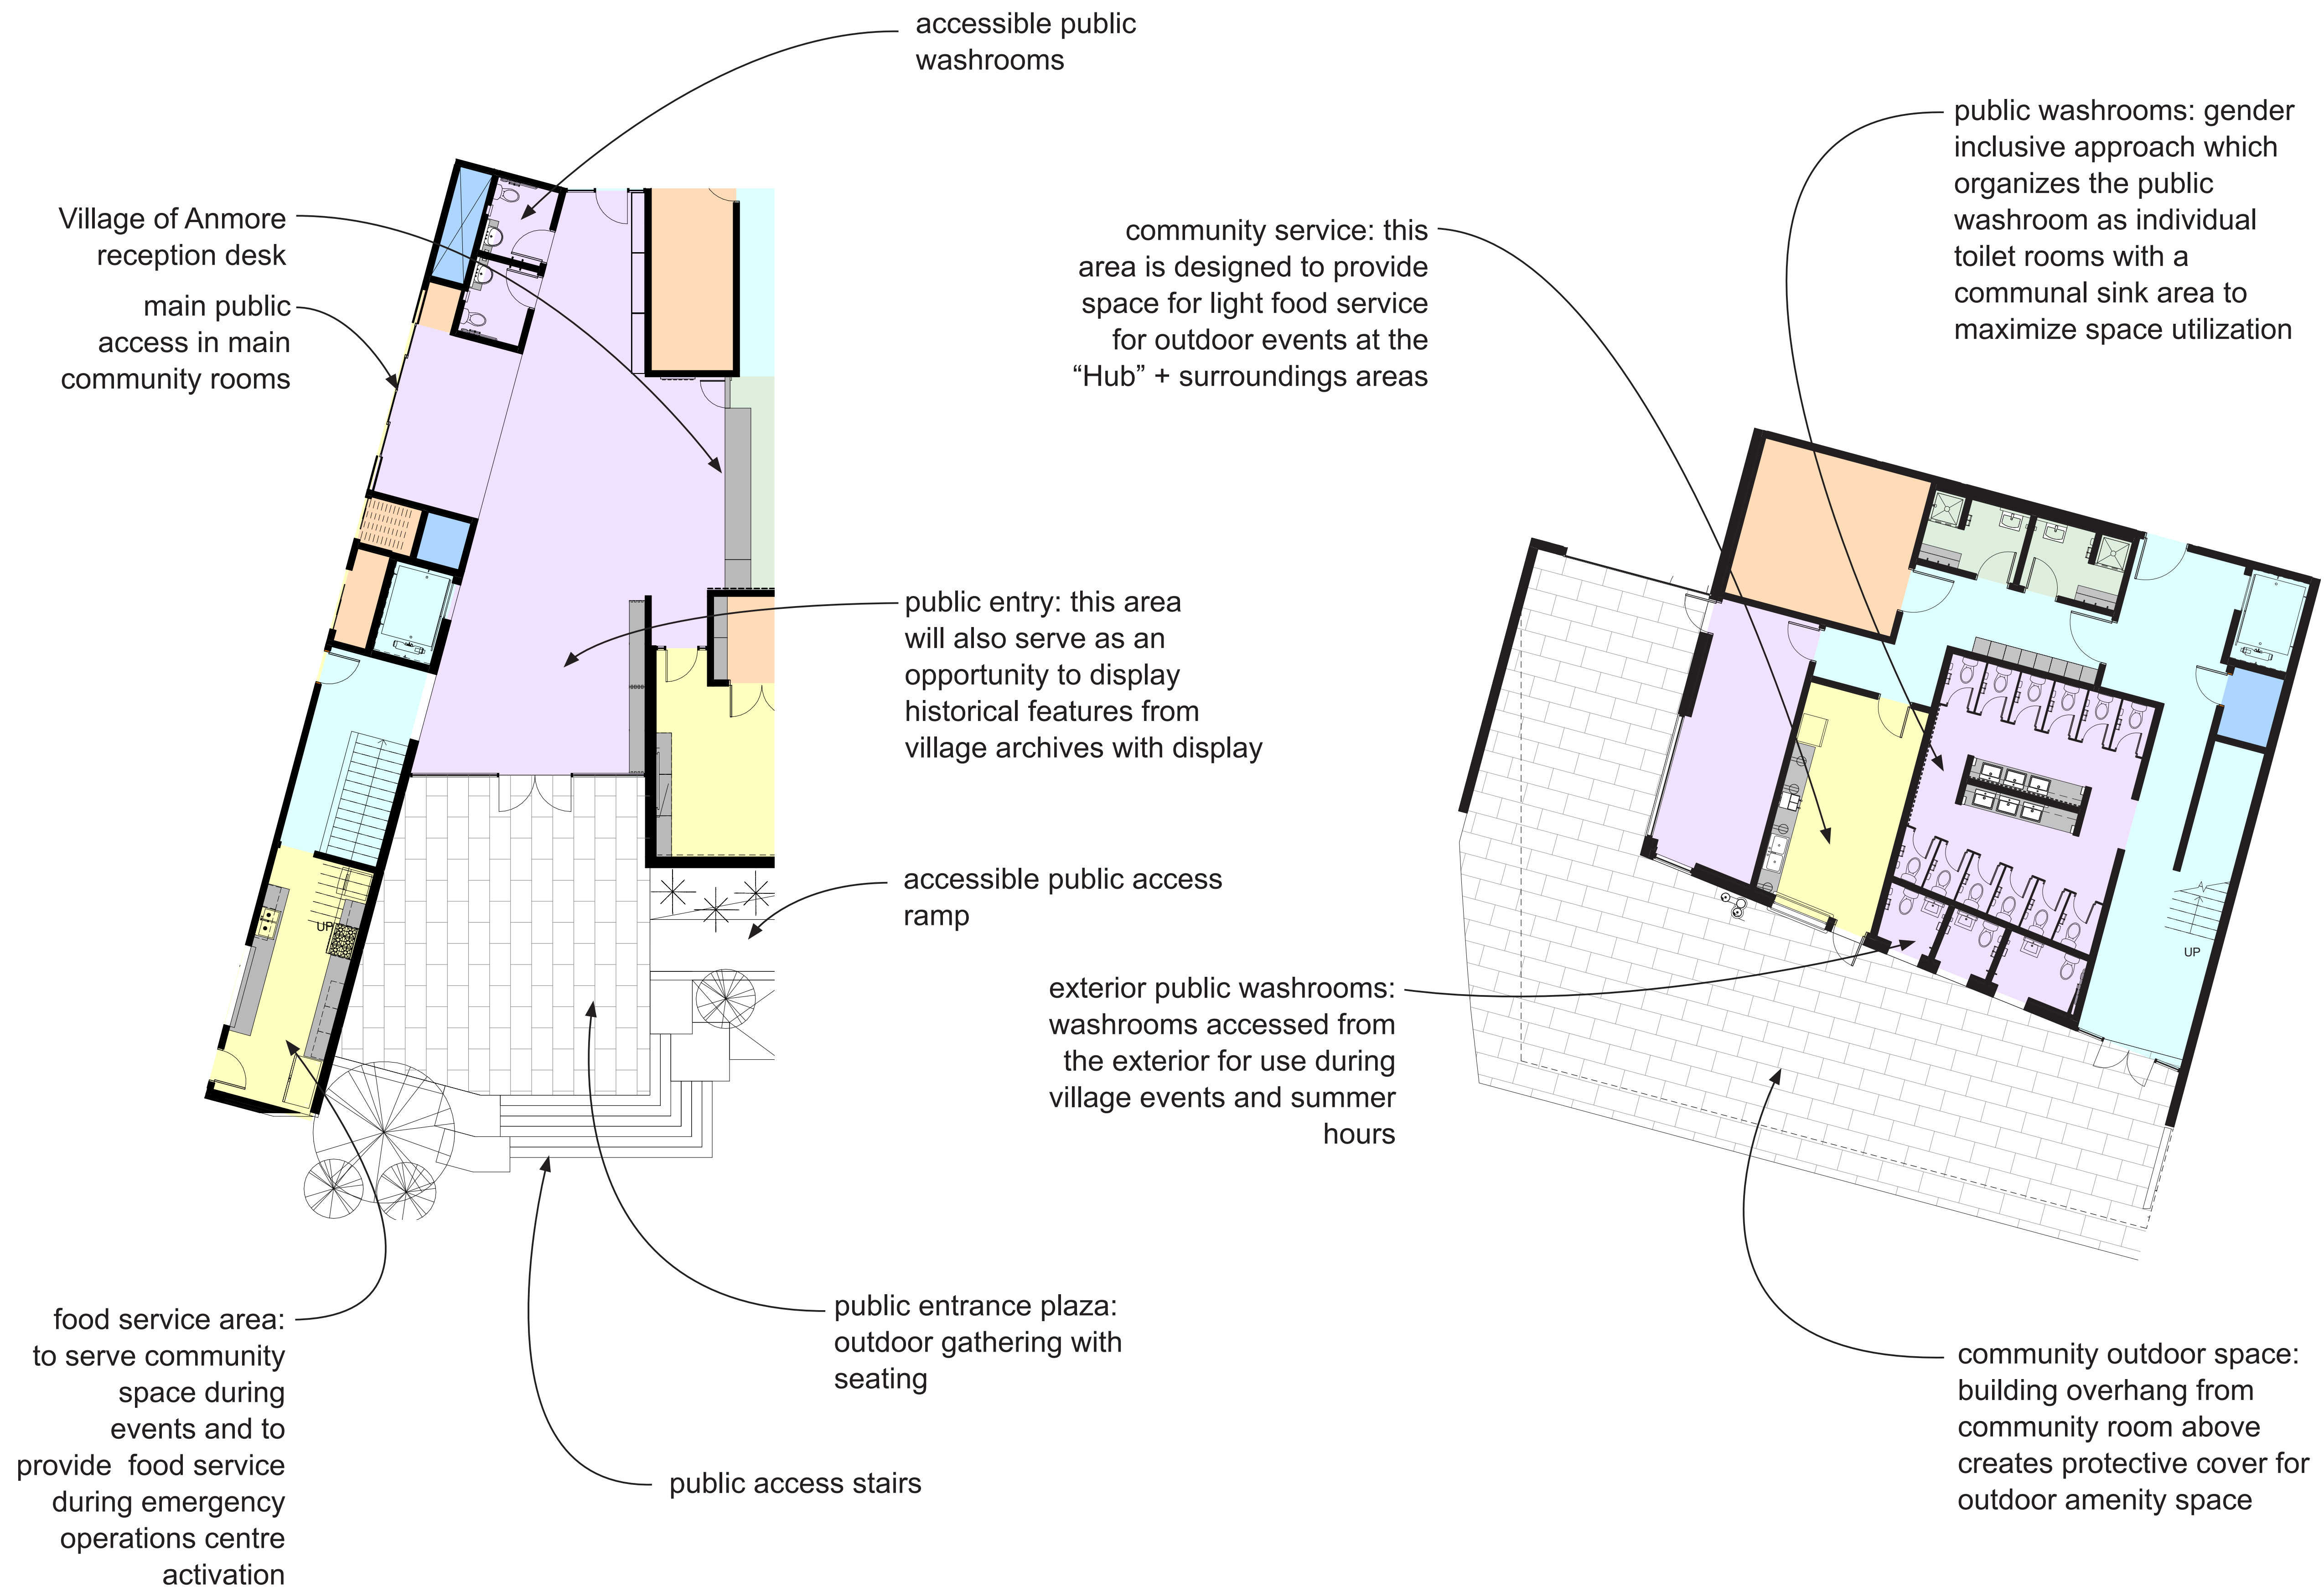 accessible public
washrooms
Village of Anmore
reception desk
main public
access in main
community rooms
public entry: this area
will also serve as an
opportunity to display
historical features from
village archives with display
accessible public access
ramp
UP
food service area:
to serve community
space during
events and to
provide  food service
during emergency
operations centre
activation
public entrance plaza:
outdoor gathering with
seating
public access stairs
public washrooms: gender
inclusive approach which
organizes the public
washroom as individual
toilet rooms with a
communal sink area to
maximize space utilization
community service: this
area is designed to provide
space for light food service
for outdoor events at the
“Hub” + surroundings areas
exterior public washrooms:
washrooms accessed from
the exterior for use during
village events and summer
hours
UP
community outdoor space:
building overhang from
community room above
creates protective cover for
outdoor amenity space